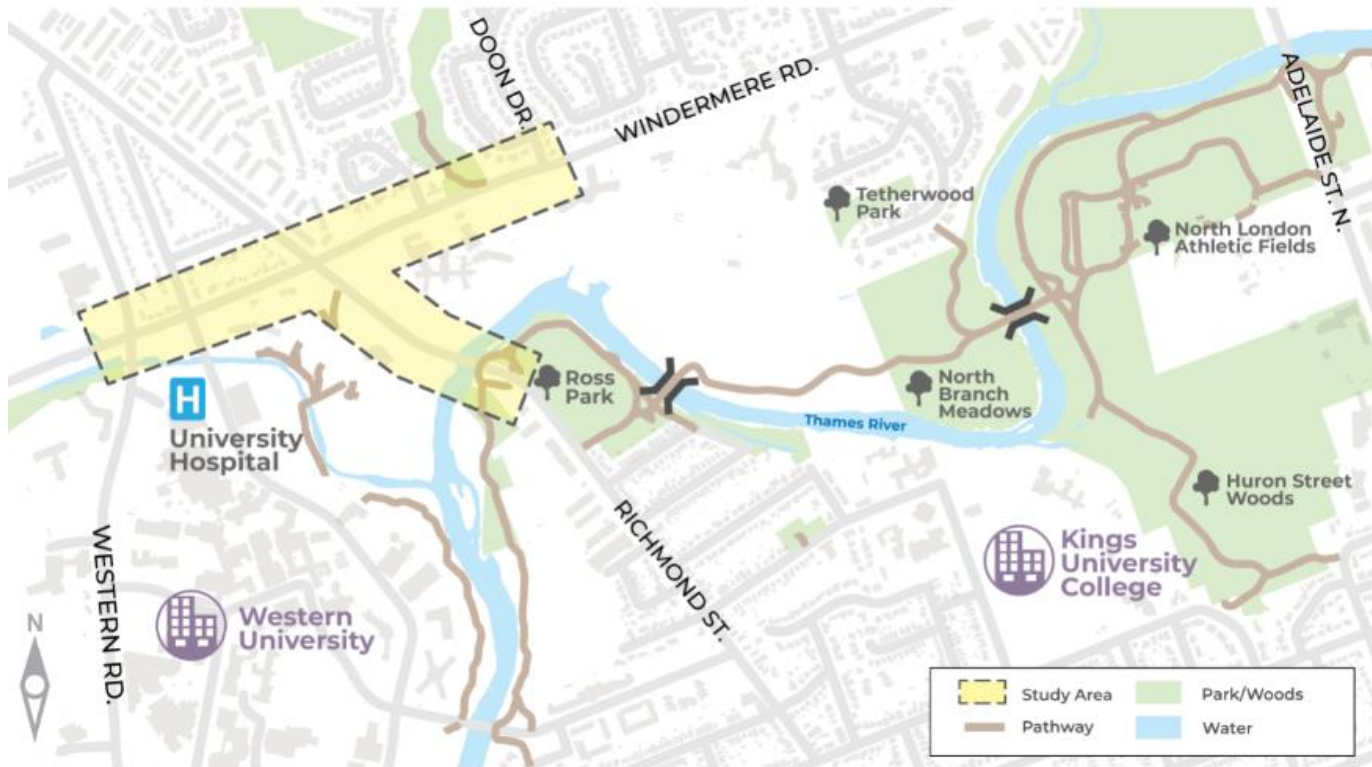 DOON DR.
WINDERMERE RD.
ADELAIDE ST. N.
Tetherwood
Park
North London
Athletic Fields
H
University
Hospital
Ross
Park
North
Branch
Meadows
Thames River
Huron Street
Woods
WESTERN RD.
RICHMOND ST.
Kings
University
College
Western
University
N
Study Area
Park/Woods
Pathway
Water